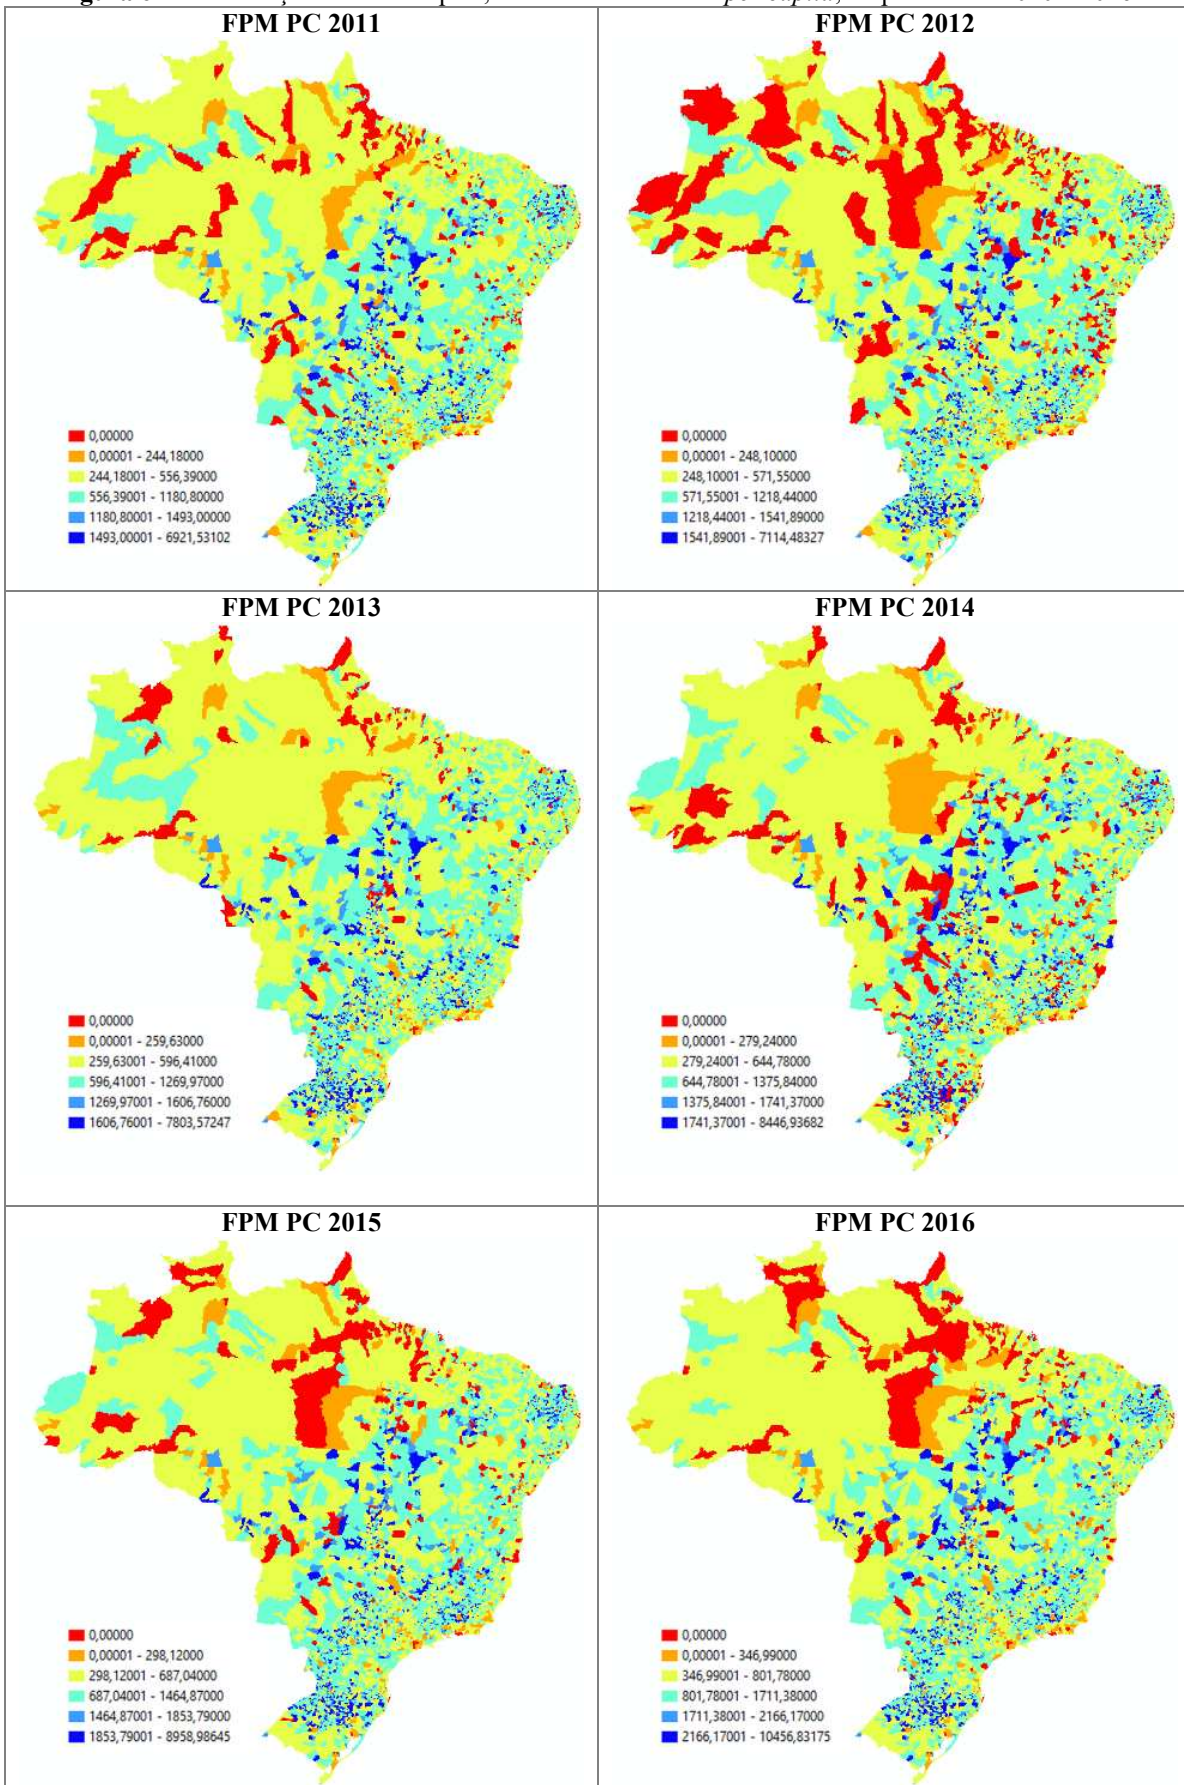 per capita,
FPM PC 2011
FPM PC 2012
0,00000
0,00001 - 244,18000
244,18001 - 556,39000
556,39001 - 1180,80000
1180,80001 - 1493,00000
1493,00001 - 6921,53102
0,00000
0,00001 - 248,10000
248,10001 - 571,55000
571,55001 - 1218,44000
1218,44001 - 1541,89000
1541,89001 - 7114,48327
FPM PC 2013
FPM PC 2014
0,00000
0,00001 - 259,63000
259,63001 - 596,41000
596,41001 - 1269,97000
1269,97001 - 1606,76000
1606,76001 - 7803,57247
0,00000
0,00001 - 279,24000
279,24001 - 644,78000
644,78001 - 1375,84000
1375,84001 - 1741,37000
1741,37001 - 8446,93682
FPM PC 2015
FPM PC 2016
0,00000
0,00001 - 298,12000
298,12001 - 687,04000
687,04001 - 1464,87000
1464,87001 - 1853,79000
1853,79001 - 8958,98645
0,00000
0,00001 - 346,99000
346,99001 - 801,78000
801,78001 - 1711,38000
1711,38001 - 2166,17000
2166,17001 - 10456,83175